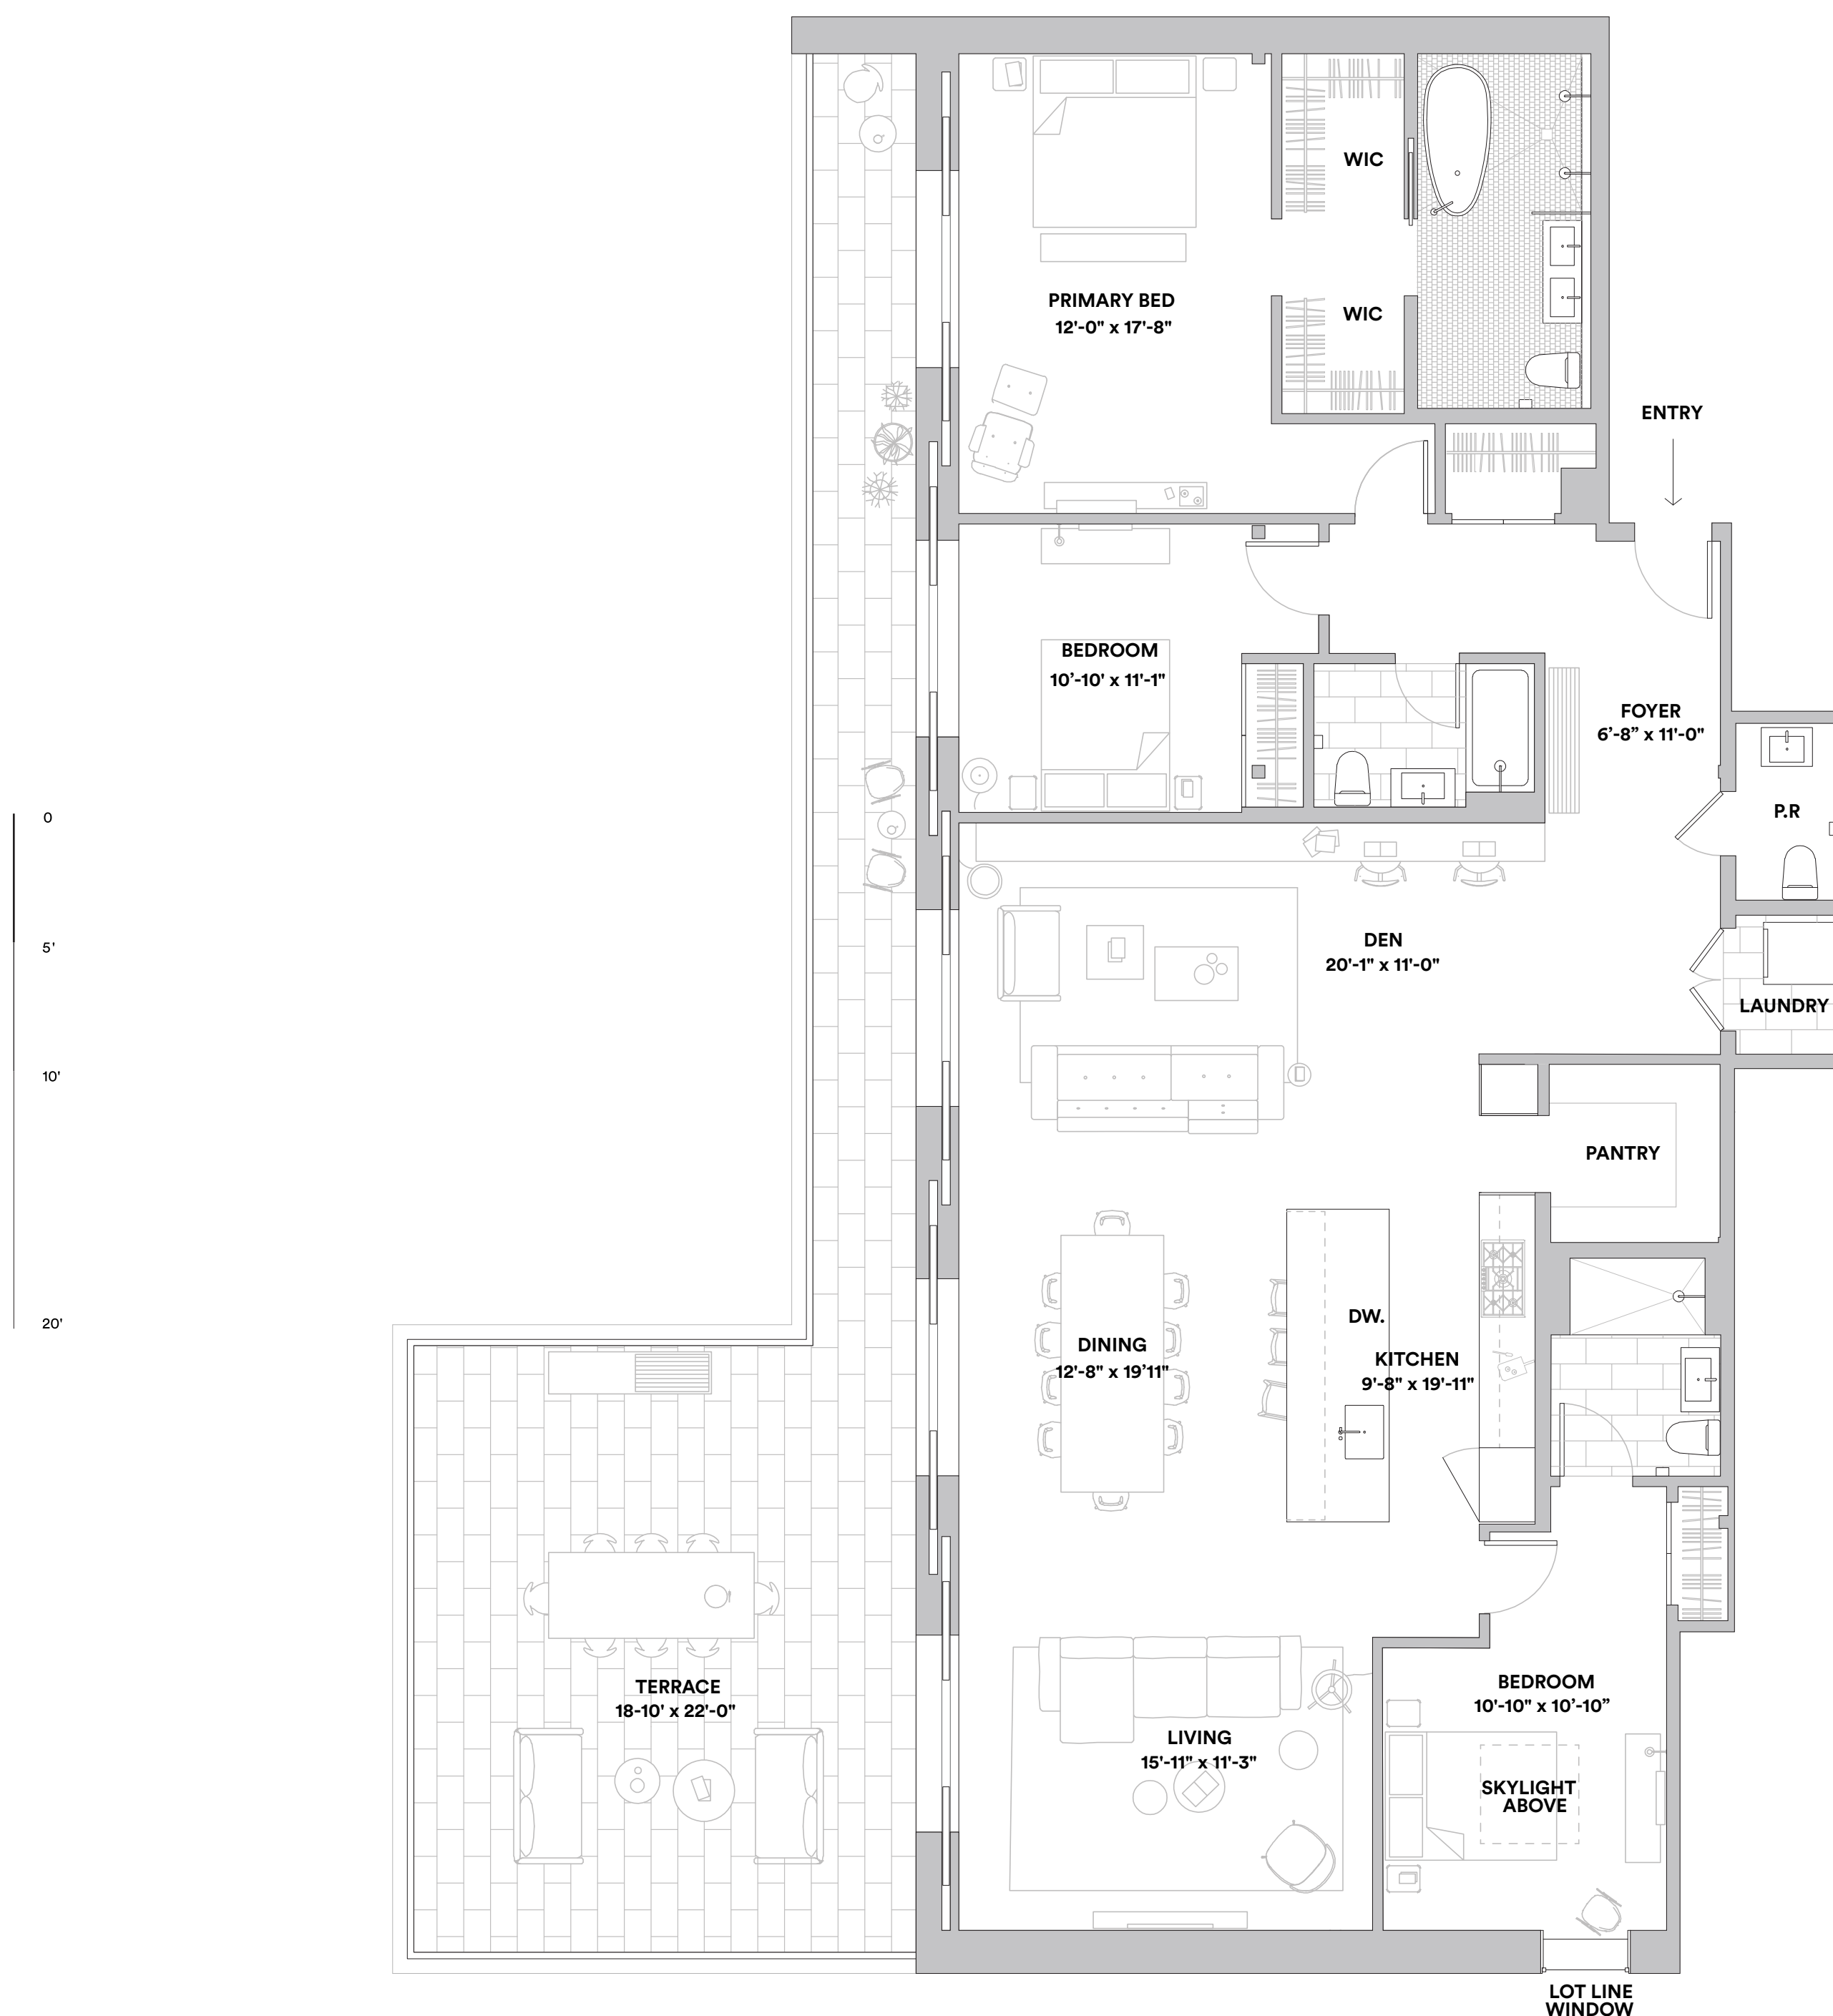 WIC
PRIMARY BED
12'-0" x 17'-8"
WIC
ENTRY
BEDROOM
10’-10' x 11'-1"
FOYER
6’-8” x 11'-0"
P.R
0
5'
10'
20'
DEN
20'-1" x 11'-0"
LAUNDRY
PANTRY
DW.
DINING
12'-8" x 19’11"
KITCHEN
9'-8" x 19'-11"
TERRACE
18-10' x 22'-0"
LIVING
15'-11" x 11'-3"
BEDROOM
10'-10" x 10’-10”
SKYLIGHT
ABOVE
LOT LINE
WINDOW